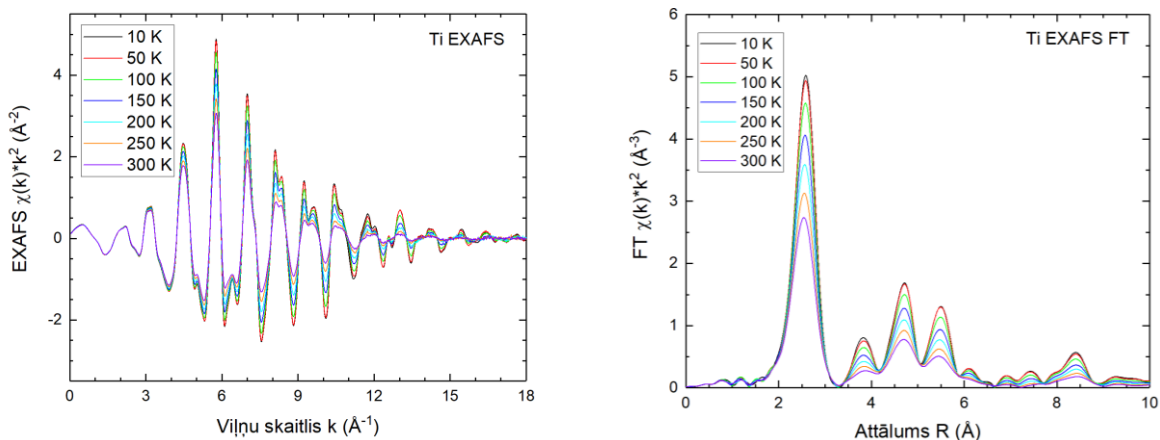 Ti EXAFS
10 K
50 K
100 K
150 K
200 K
250 K
300 K
EXAFS χ(k)*k² (Å⁻²)
4
2
0
-2
0 3 6 9 12 15 18
Viļņu skaitlis k (Å⁻¹)
Ti EXAFS FT
10 K
50 K
100 K
150 K
200 K
250 K
300 K
FT χ(k)*k² (Å⁻³)
6
5
4
3
2
1
0
0 2 4 6 8 10
Attālums R (Å)